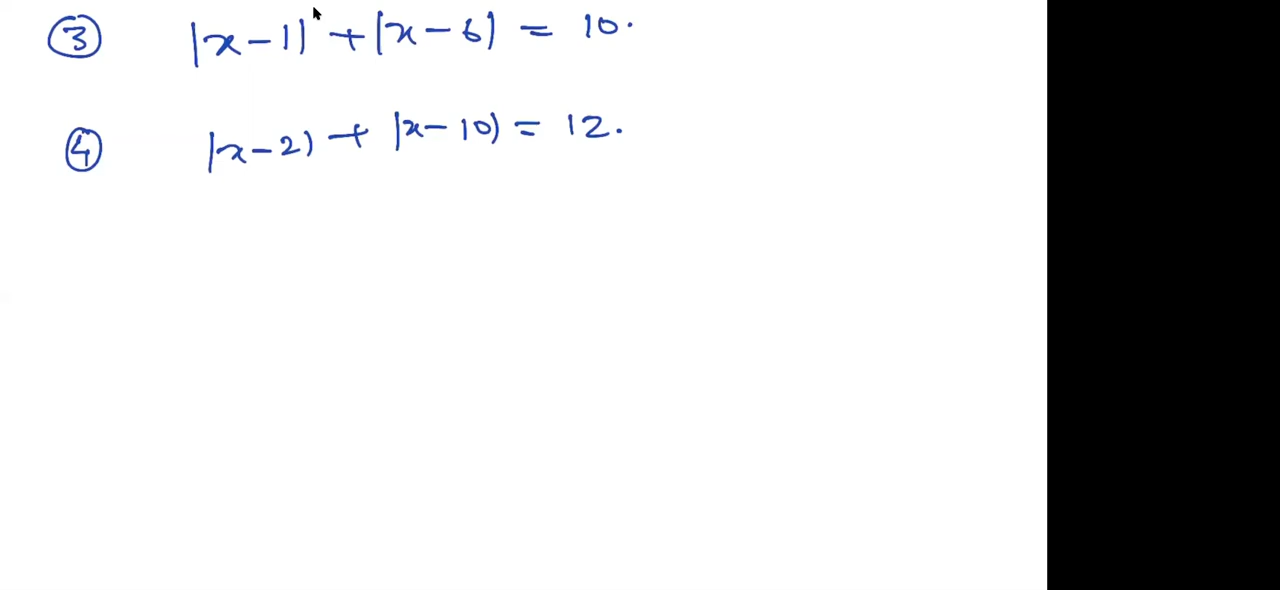 ③ |x-1| + |x-6| = 10.
④ |x-2| + |x-10| = 12.